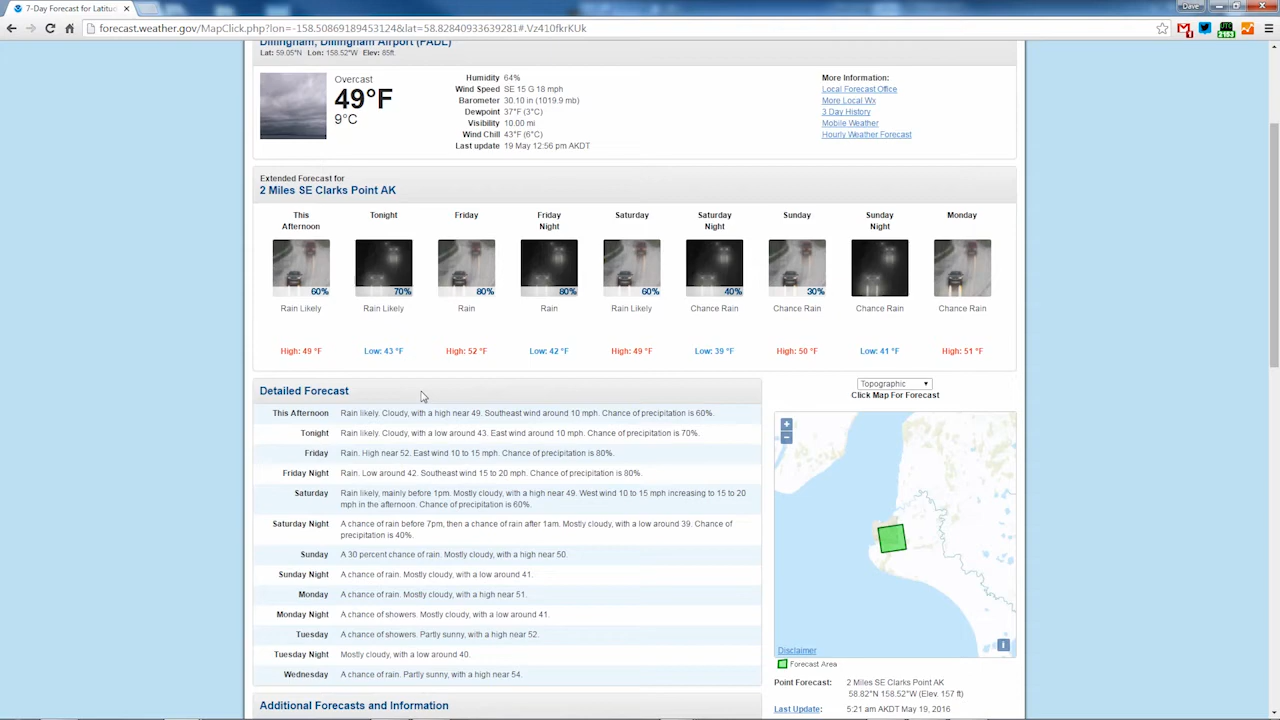 7-Day Forecast for Latitud
Dave
forecast.weather.gov/MapClick.php?lon=-158.50869189453124&lat=58.82840933639281#.Vz410fkrKUk
Dillingham, Dillingham Airport (PADL)
Lat: 59.05°N Lon: 158.52°W Elev: 85ft.
Overcast
49°F
9°C
Humidity 64%
Wind Speed SE 15 G 18 mph
Barometer 30.10 in (1019.9 mb)
Dewpoint 37°F (3°C)
Visibility 10.00 mi
Wind Chill 43°F (6°C)
Last update 19 May 12:56 pm AKDT
More Information:
Local Forecast Office
More Local Wx
3 Day History
Mobile Weather
Hourly Weather Forecast
Extended Forecast for
2 Miles SE Clarks Point AK
This Afternoon Tonight Friday Friday Night Saturday Saturday Night Sunday Sunday Night Monday
60% 70% 80% 80% 60% 40% 30%
Rain Likely Rain Likely Rain Rain Rain Likely Chance Rain Chance Rain Chance Rain Chance Rain
High: 49 °F Low: 43 °F High: 52 °F Low: 42 °F High: 49 °F Low: 39 °F High: 50 °F Low: 41 °F High: 51 °F
Detailed Forecast
This Afternoon Rain likely. Cloudy, with a high near 49. Southeast wind around 10 mph. Chance of precipitation is 60%.
Tonight Rain likely. Cloudy, with a low around 43. East wind around 10 mph. Chance of precipitation is 70%.
Friday Rain. High near 52. East wind 10 to 15 mph. Chance of precipitation is 80%.
Friday Night Rain. Low around 42. Southeast wind 15 to 20 mph. Chance of precipitation is 80%.
Saturday Rain likely, mainly before 1pm. Mostly cloudy, with a high near 49. West wind 10 to 15 mph increasing to 15 to 20
mph in the afternoon. Chance of precipitation is 60%.
Saturday Night A chance of rain before 7pm, then a chance of rain after 1am. Mostly cloudy, with a low around 39. Chance of
precipitation is 40%.
Sunday A 30 percent chance of rain. Mostly cloudy, with a high near 50.
Sunday Night A chance of rain. Mostly cloudy, with a low around 41.
Monday A chance of rain. Mostly cloudy, with a high near 51.
Monday Night A chance of showers. Mostly cloudy, with a low around 41.
Tuesday A chance of showers. Partly sunny, with a high near 52.
Tuesday Night Mostly cloudy, with a low around 40.
Wednesday A chance of rain. Partly sunny, with a high near 54.
Additional Forecasts and Information
Topographic
Click Map For Forecast
+
-
i
Disclaimer
Forecast Area
Point Forecast: 2 Miles SE Clarks Point AK
58.82°N 158.52°W (Elev. 157 ft)
Last Update: 5:21 am AKDT May 19, 2016